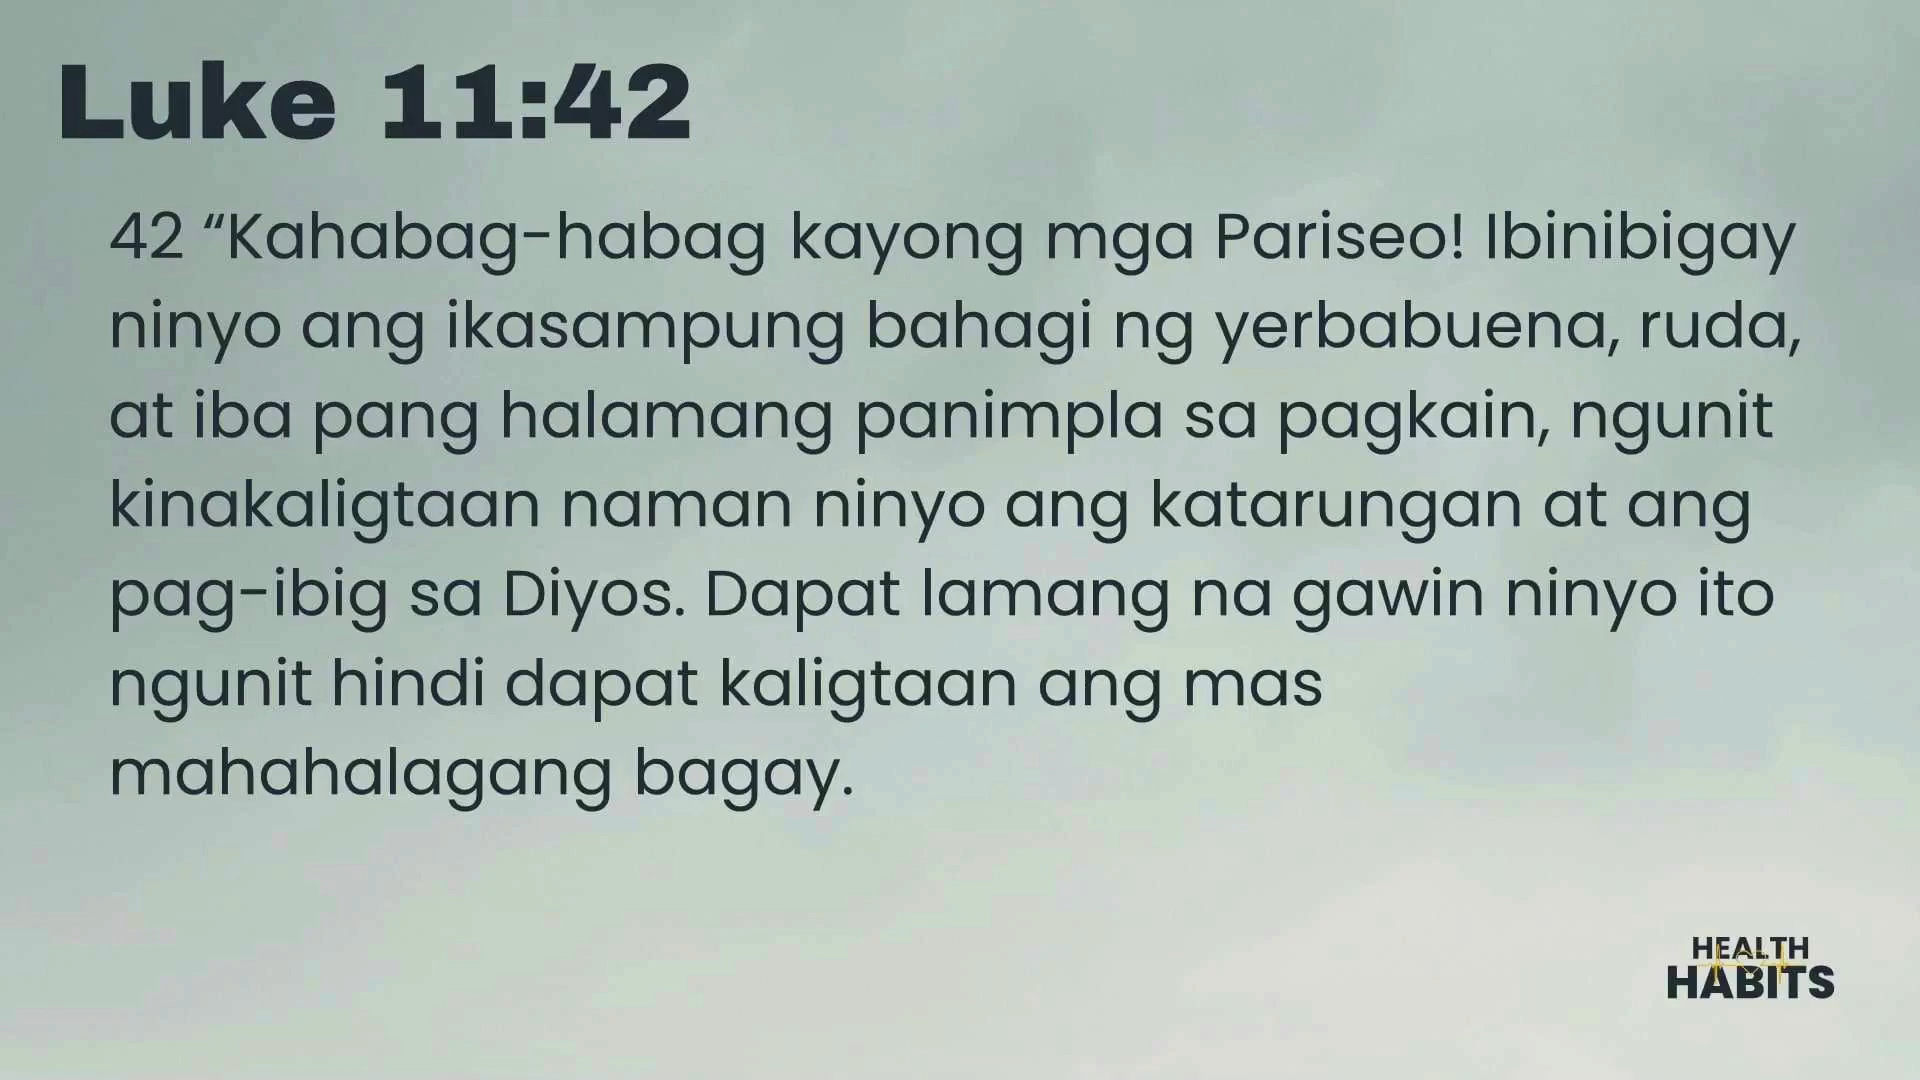 Luke 11:42
42 “Kahabag-habag kayong mga Pariseo! Ibinibigay
ninyo ang ikasampung bahagi ng yerbabuena, ruda,
at iba pang halamang panimpla sa pagkain, ngunit
kinakaligtaan naman ninyo ang katarungan at ang
pag-ibig sa Diyos. Dapat lamang na gawin ninyo ito
ngunit hindi dapat kaligtaan ang mas
mahahalagang bagay.
HEALTH
HABITS